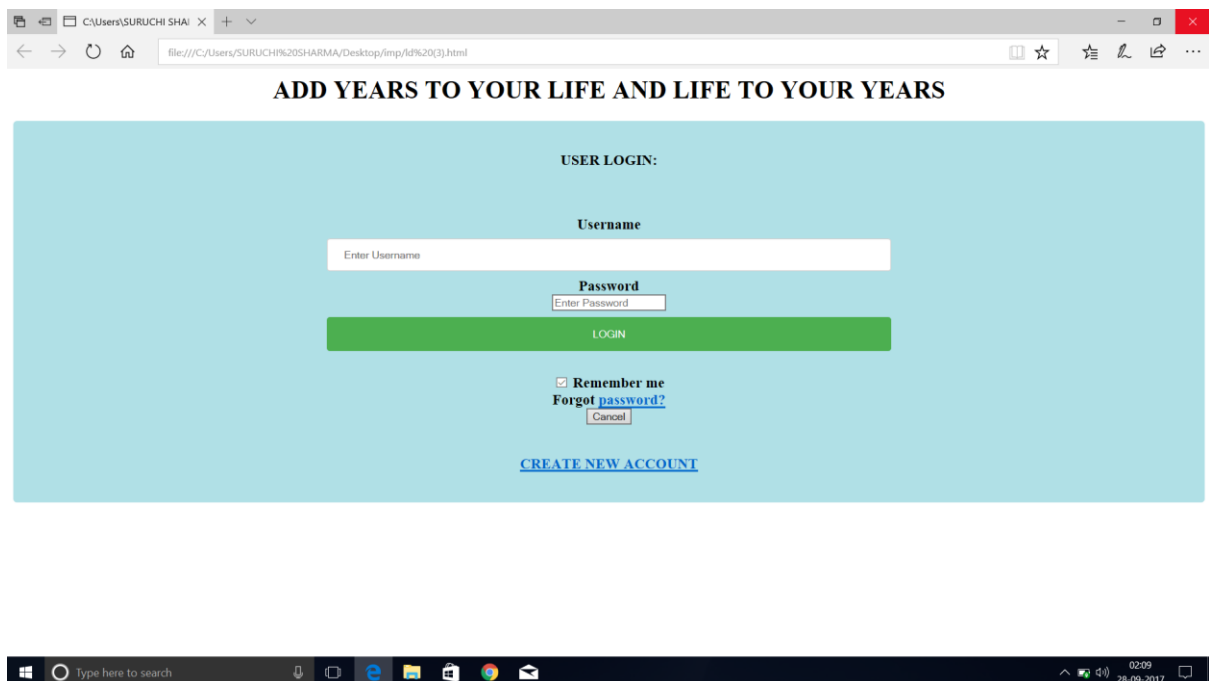 C:\Users\SURUCHI SHAI
file:///C:/Users/SURUCHI%20SHARMA/Desktop/imp/ld%20(3).html
ADD YEARS TO YOUR LIFE AND LIFE TO YOUR YEARS
USER LOGIN:
Username
Enter Username
Password
Enter Password
LOGIN
Remember me
Forgot password?
Cancel
CREATE NEW ACCOUNT
Type here to search
02:09
28-09-2017